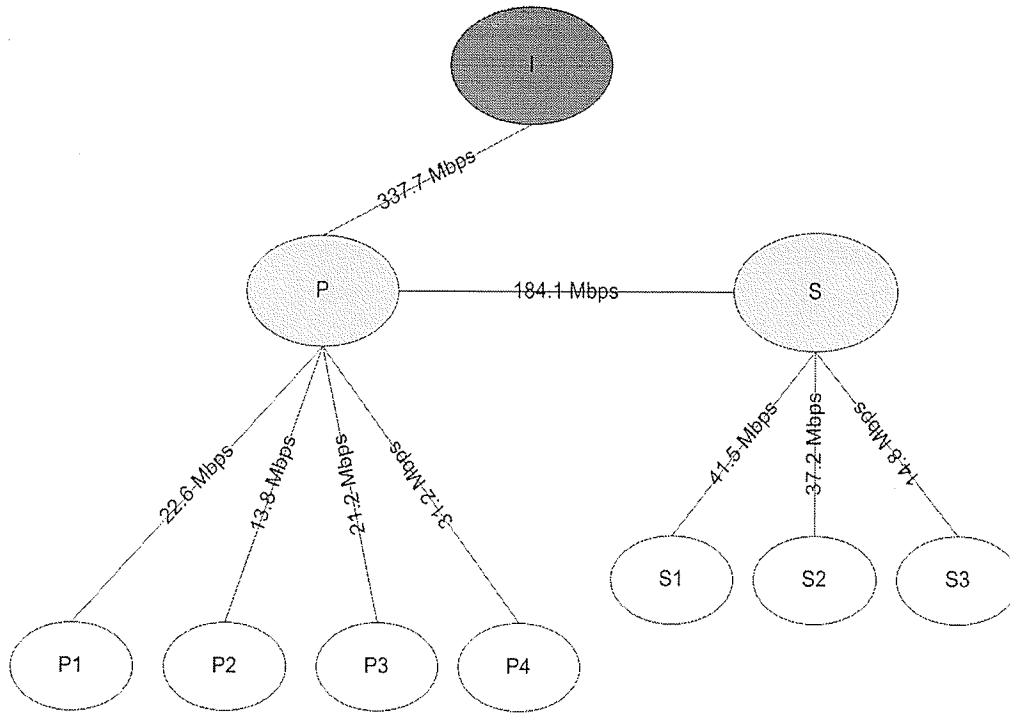 I
337.7 Mbps
P
184.1 Mbps
S
22.6 Mbps
13.8 Mbps
21.2 Mbps
31.2 Mbps
41.5 Mbps
37.2 Mbps
14.8 Mbps
S1
S2
S3
P1
P2
P3
P4